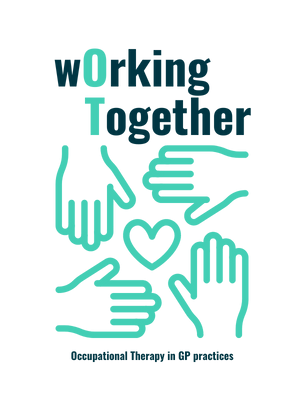 wOrking
Together
Occupational Therapy in GP practices